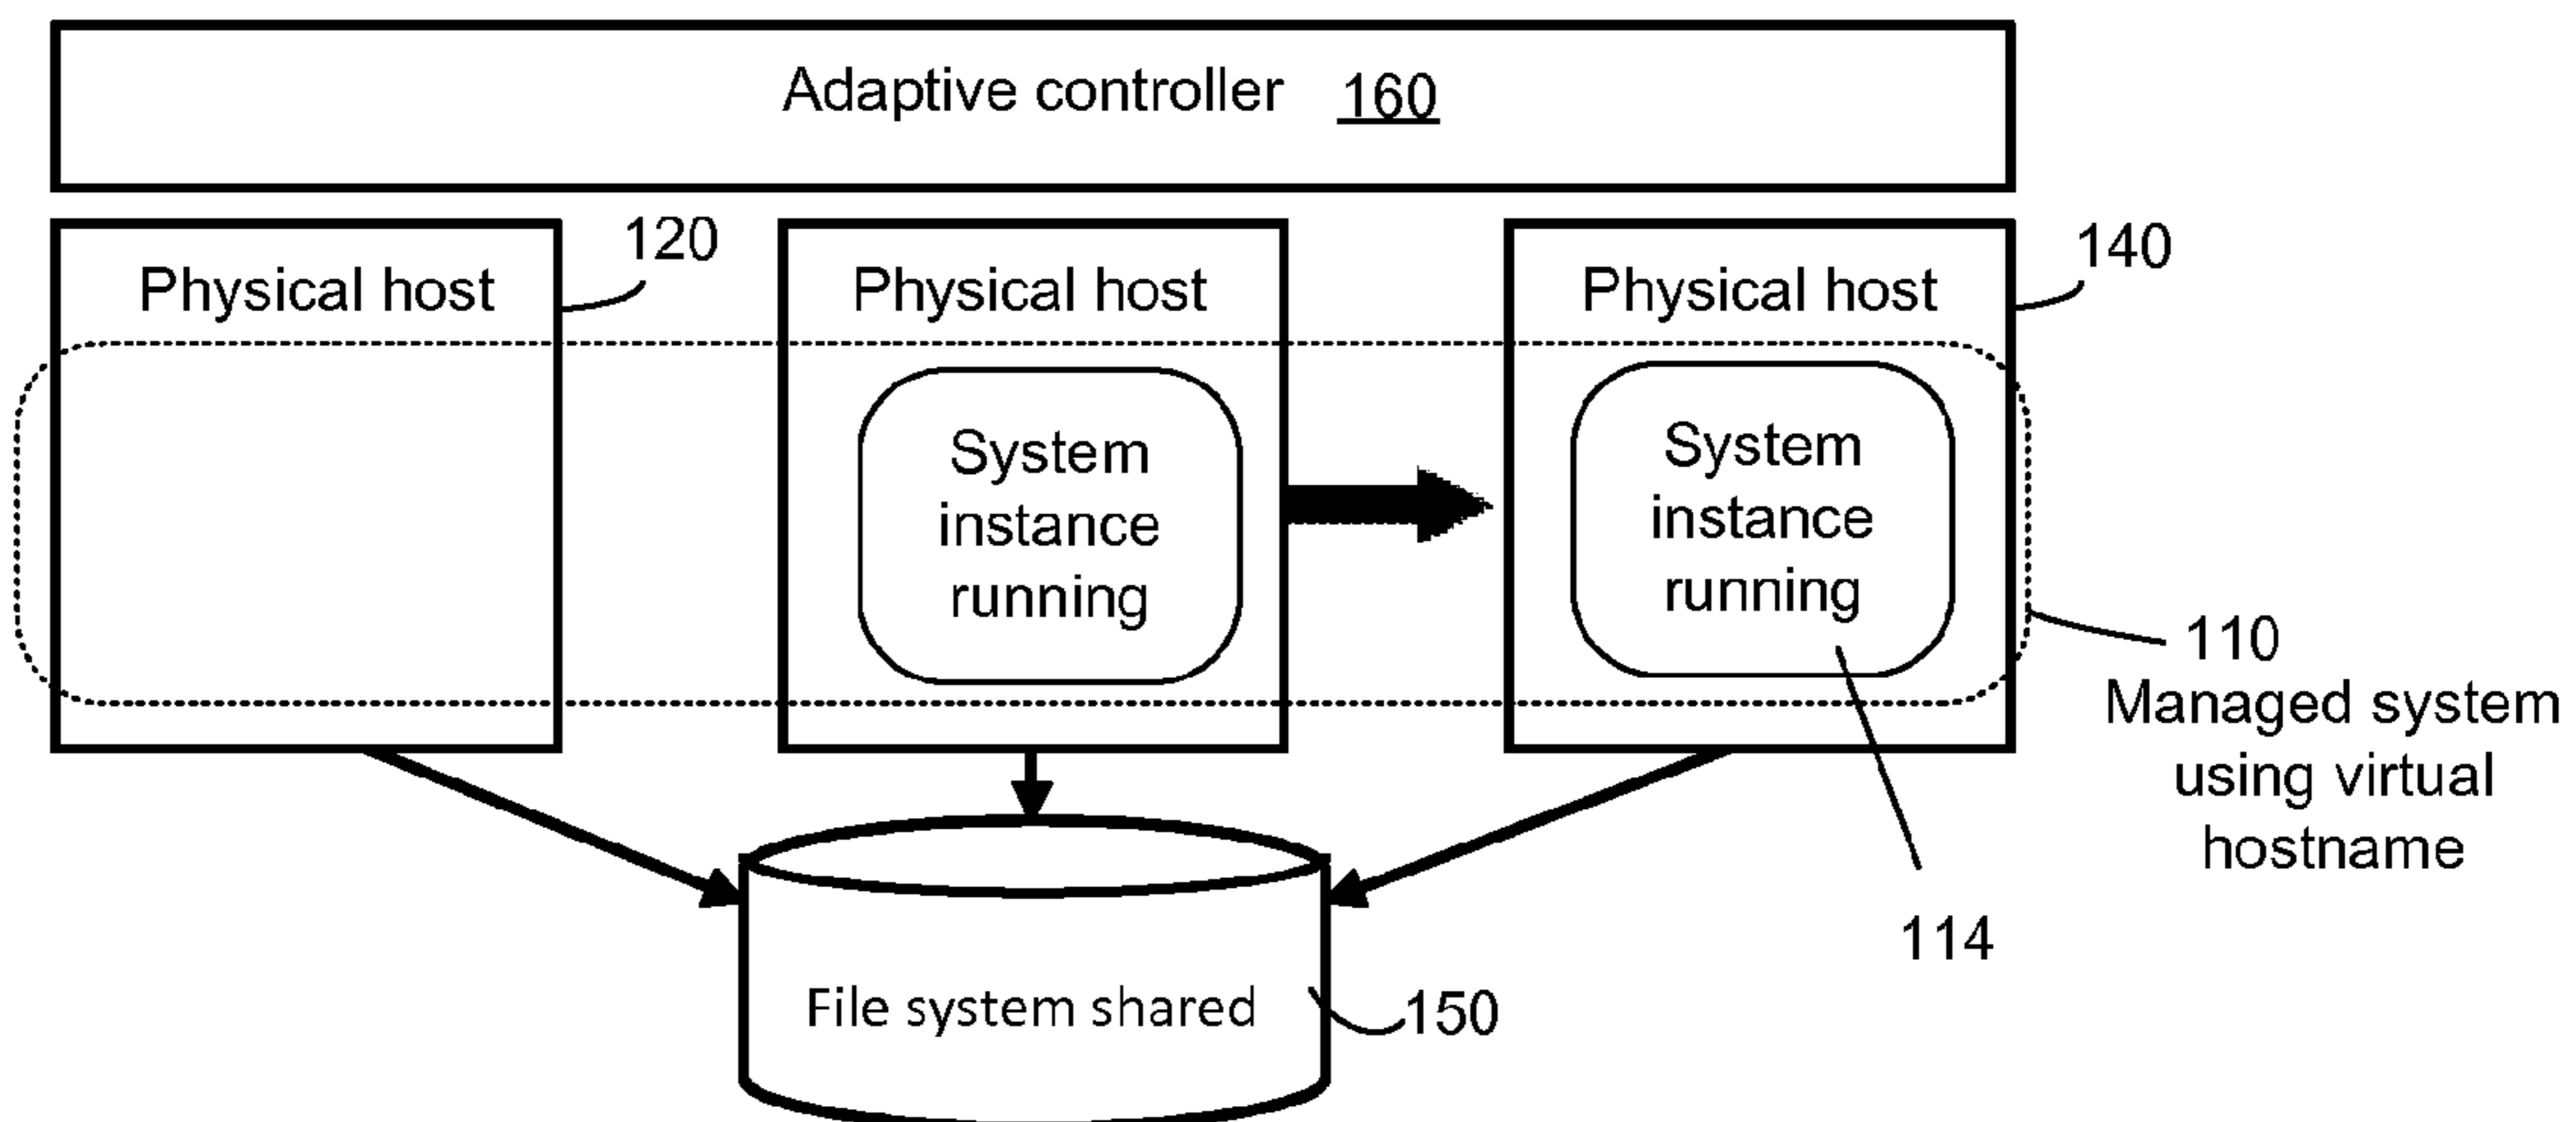 Adaptive controller 160
120
140
Physical host
Physical host
Physical host
System
instance
running
System
instance
running
110
Managed system
using virtual
hostname
114
File system shared
150